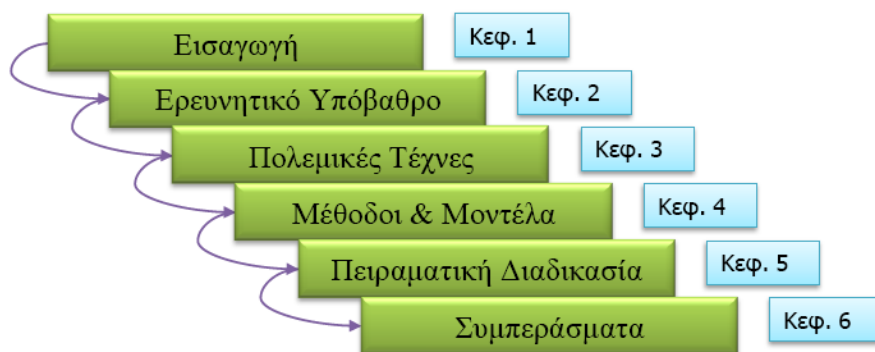 Εισαγωγή
Κεφ. 1
Ερευνητικό Υπόβαθρο
Κεφ. 2
Πολεμικές Τέχνες
Κεφ. 3
Μέθοδοι & Μοντέλα
Κεφ. 4
Πειραματική Διαδικασία
Κεφ. 5
Συμπεράσματα
Κεφ. 6